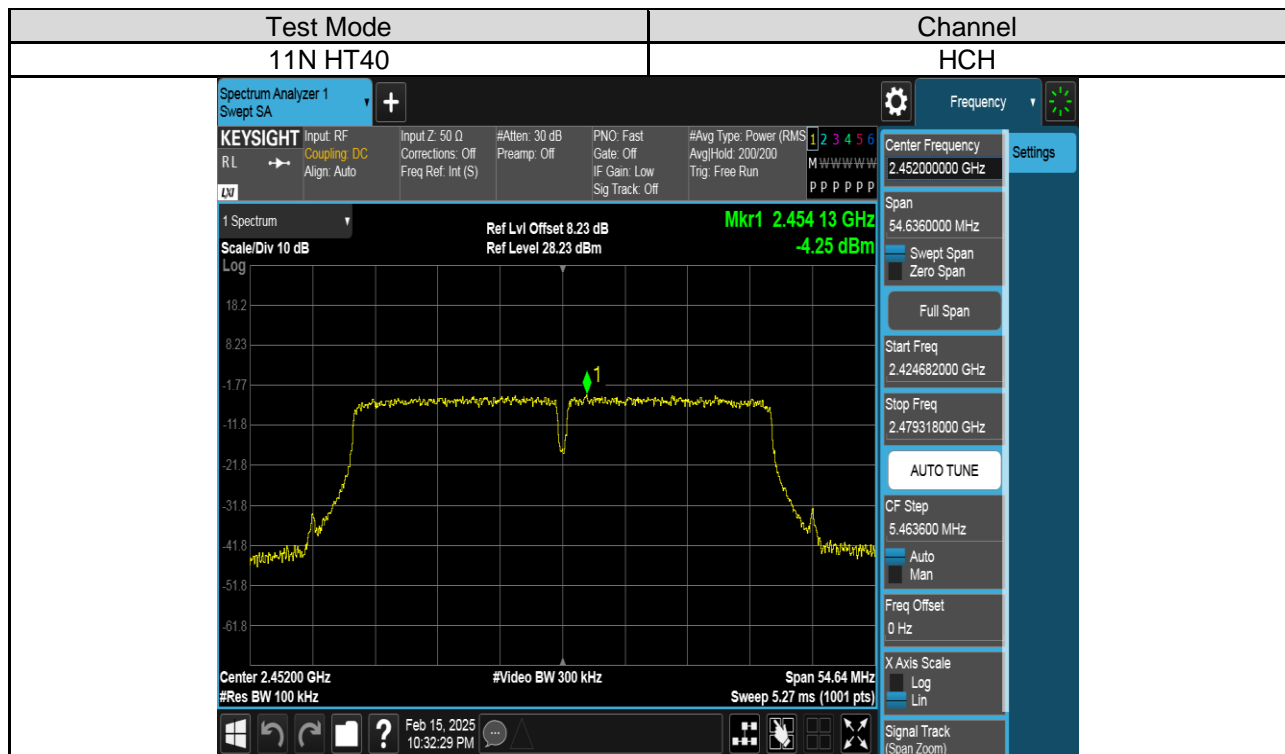 Test Mode Channel
11N HT40 HCH
Spectrum Analyzer 1
Swept SA
+
Frequency
KEYSIGHT
RL
LXI
Input: RF
Coupling: DC
Align: Auto
Input Z: 50 Ω
Corrections: Off
Freq Ref: Int (S)
#Atten: 30 dB
Preamp: Off
PNO: Fast
Gate: Off
IF Gain: Low
Sig Track: Off
#Avg Type: Power (RMS
Avg|Hold: 200/200
Trig: Free Run
1 2 3 4 5 6
M W W W W W
P P P P P P
1 Spectrum
Scale/Div 10 dB
Ref Lvl Offset 8.23 dB
Ref Level 28.23 dBm
Mkr1 2.454 13 GHz
-4.25 dBm
Log
18.2
8.23
-1.77
-11.8
-21.8
-31.8
-41.8
-51.8
-61.8
1
Center 2.45200 GHz
#Res BW 100 kHz
#Video BW 300 kHz
Span 54.64 MHz
Sweep 5.27 ms (1001 pts)
Center Frequency
2.452000000 GHz
Settings
Span
54.6360000 MHz
Swept Span
Zero Span
Full Span
Start Freq
2.424682000 GHz
Stop Freq
2.479318000 GHz
AUTO TUNE
CF Step
5.463600 MHz
Auto
Man
Freq Offset
0 Hz
X Axis Scale
Log
Lin
Signal Track
(Span Zoom)
?
Feb 15, 2025
10:32:29 PM